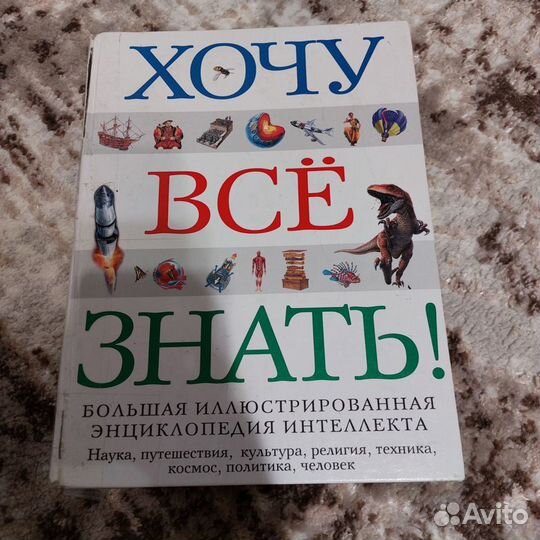 ХОЧУ
ВСЁ
ЗНАТЬ!
БОЛЬШАЯ ИЛЛЮСТРИРОВАННАЯ
ЭНЦИКЛОПЕДИЯ ИНТЕЛЛЕКТА
Наука, путешествия, культура, религия, техника,
космос, политика, человек
Avito